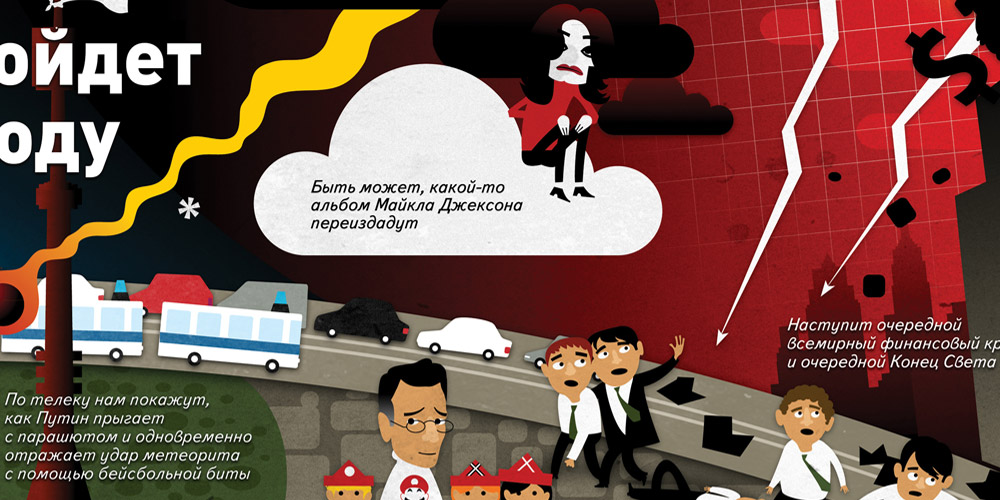 ойдет
оду
Быть может, какой-то
альбом Майкла Джексона
переиздадут
*
Наступит очередной
всемирный финансовый кр
и очередной Конец Света
По телеку нам покажут,
как Путин прыгает
с парашютом и одновременно
отражает удар метеорита
с помощью бейсбольной биты